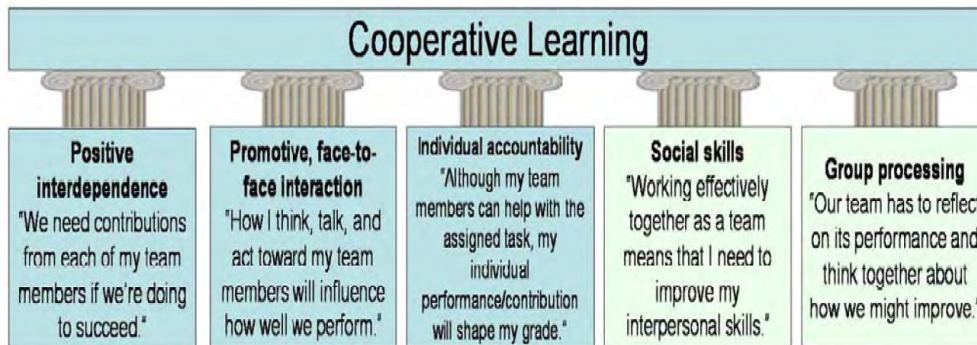 Cooperative Learning
Positive
interdependence
"We need contributions
from each of my team
members if we're doing
to succeed."
Promotive, face-to-
face interaction
"How I think, talk, and
act toward my team
members will influence
how well we perform."
Individual accountability
"Although my team
members can help with the
assigned task, my
individual
performance/contribution
will shape my grade."
Social skills
"Working effectively
together as a team
means that I need to
improve my
interpersonal skills."
Group processing
"Our team has to reflect
on its performance and
think together about
how we might improve."